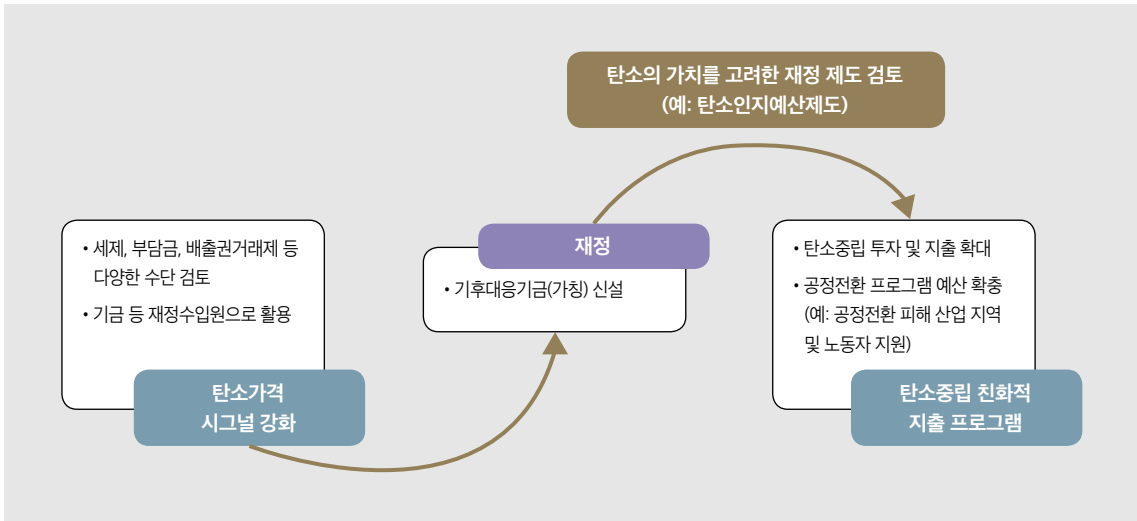 탄소의 가치를 고려한 재정 제도 검토
(예: 탄소인지예산제도)
• 세제, 부담금, 배출권거래제 등
다양한 수단 검토
• 기금 등 재정수입원으로 활용
탄소가격
시그널 강화
재정
• 기후대응기금(가칭) 신설
• 탄소중립 투자 및 지출 확대
• 공정전환 프로그램 예산 확충
(예: 공정전환 피해 산업 지역
및 노동자 지원)
탄소중립 친화적
지출 프로그램